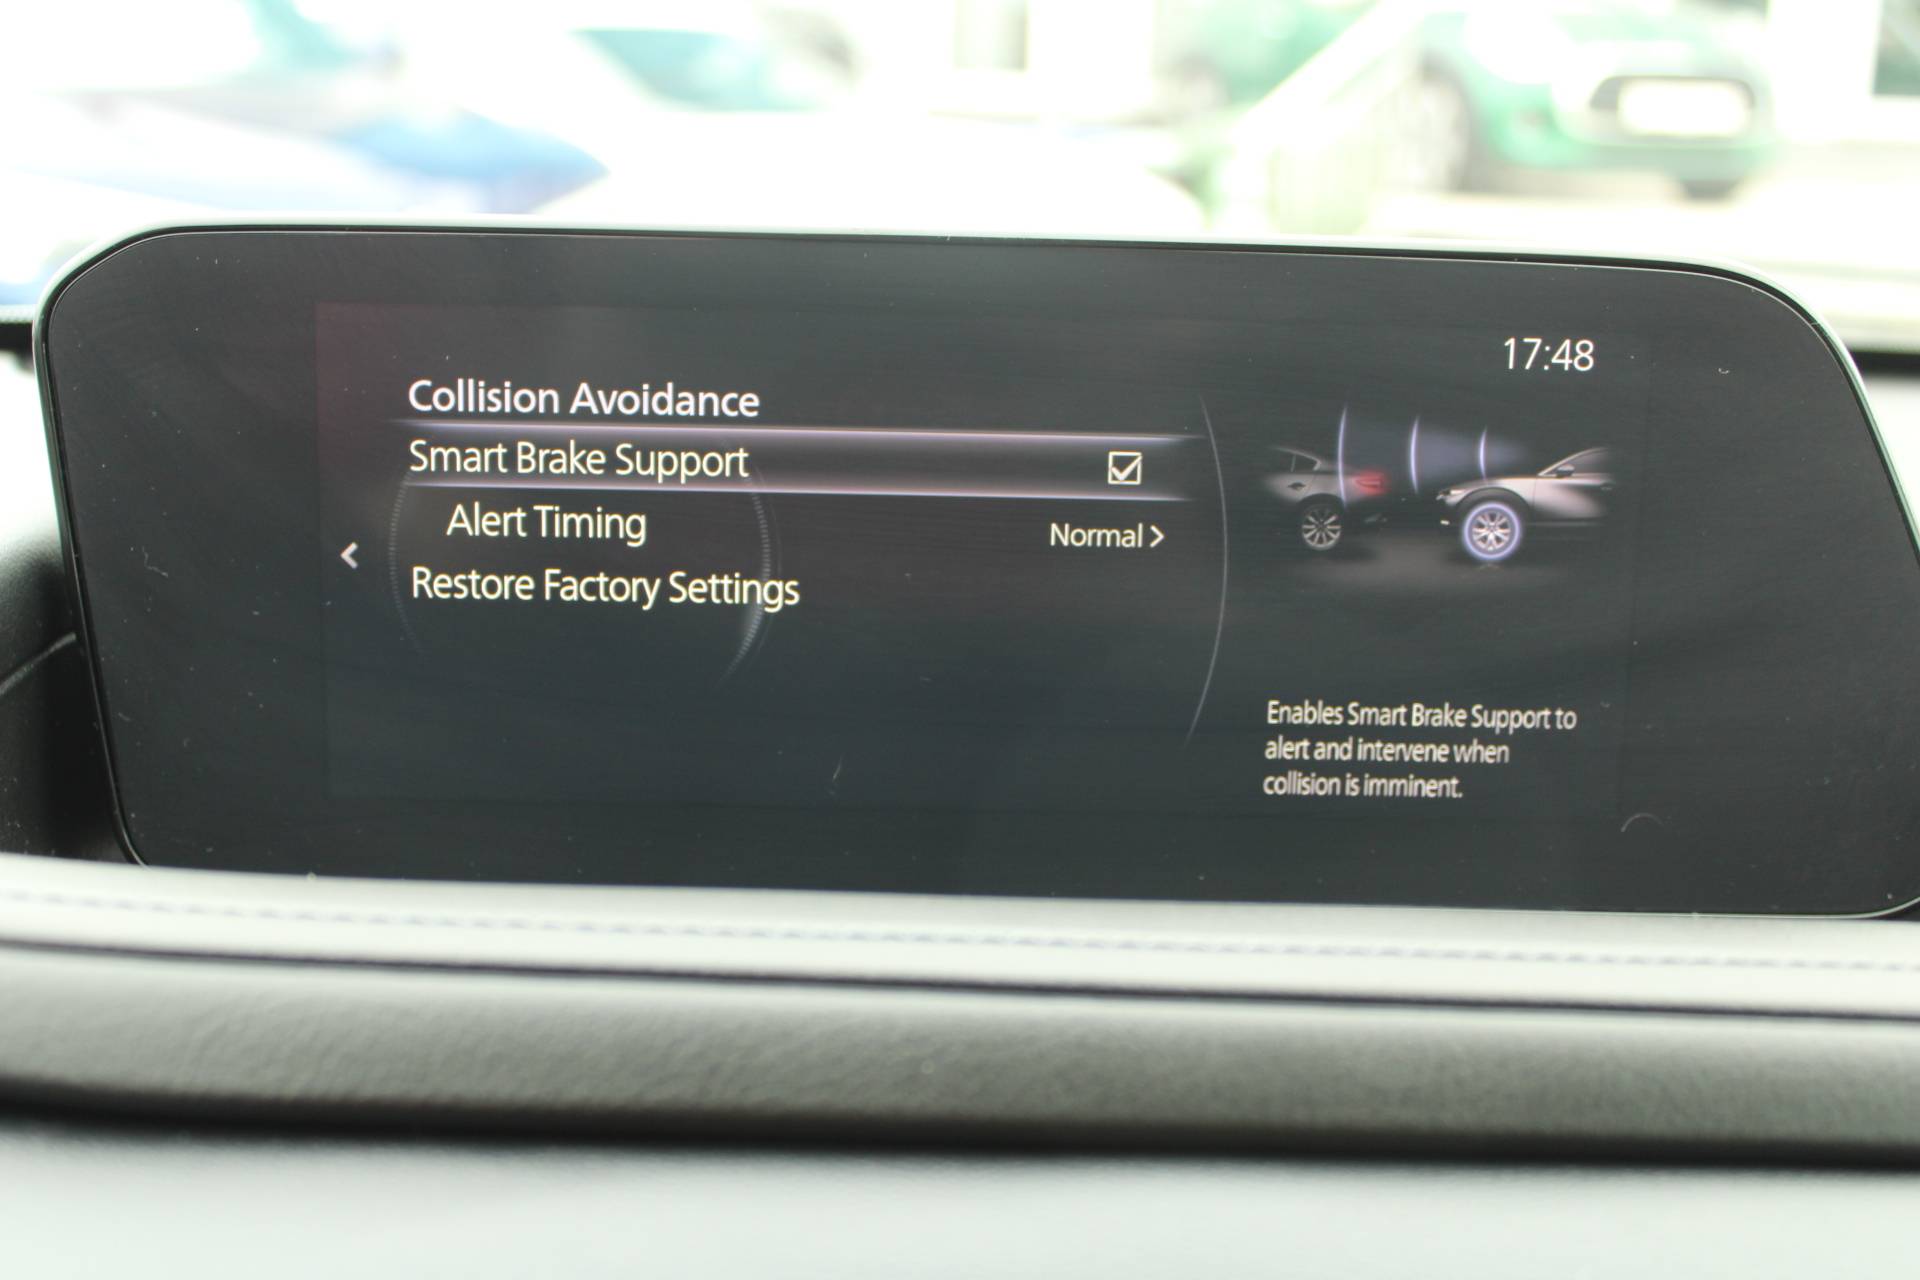 17:48
Collision Avoidance
Smart Brake Support
Alert Timing Normal >
Restore Factory Settings
Enables Smart Brake Support to
alert and intervene when
collision is imminent.